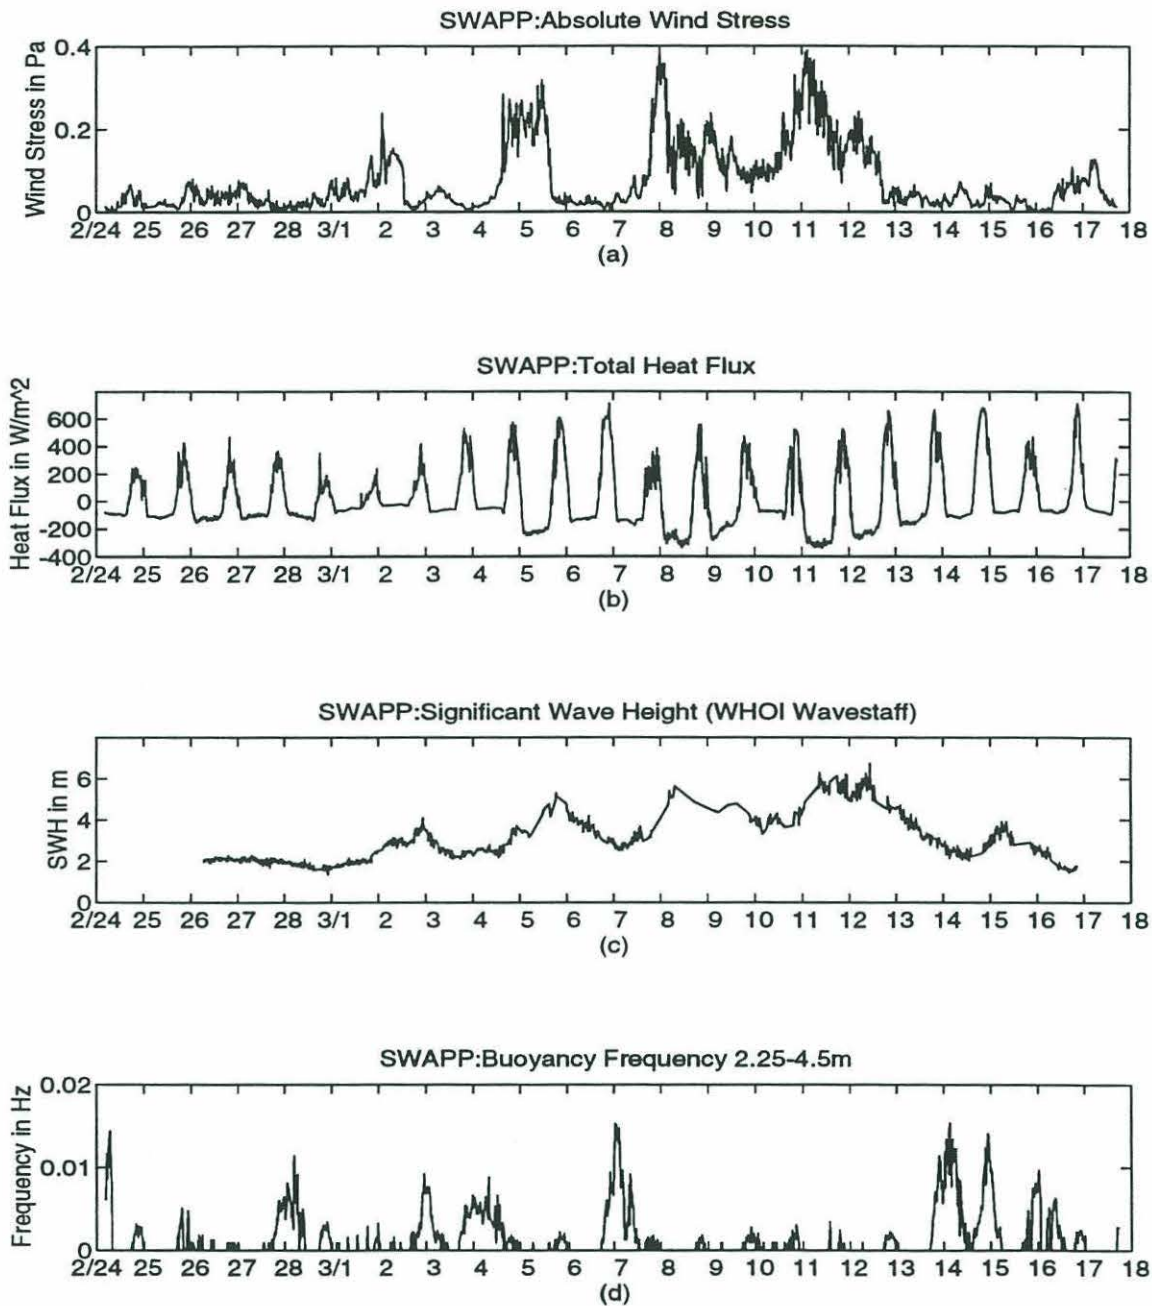 SWAPP:Absolute Wind Stress
Wind Stress in Pa
0.4
0.2
0
2/24 25 26 27 28 3/1 2 3 4 5 6 7 8 9 10 11 12 13 14 15 16 17 18
(a)
SWAPP:Total Heat Flux
Heat Flux in W/m^2
600
400
200
0
-200
-400
2/24 25 26 27 28 3/1 2 3 4 5 6 7 8 9 10 11 12 13 14 15 16 17 18
(b)
SWAPP:Significant Wave Height (WHOI Wavestaff)
SWH in m
6
4
2
0
2/24 25 26 27 28 3/1 2 3 4 5 6 7 8 9 10 11 12 13 14 15 16 17 18
(c)
SWAPP:Buoyancy Frequency 2.25-4.5m
Frequency in Hz
0.02
0.01
0
2/24 25 26 27 28 3/1 2 3 4 5 6 7 8 9 10 11 12 13 14 15 16 17 18
(d)